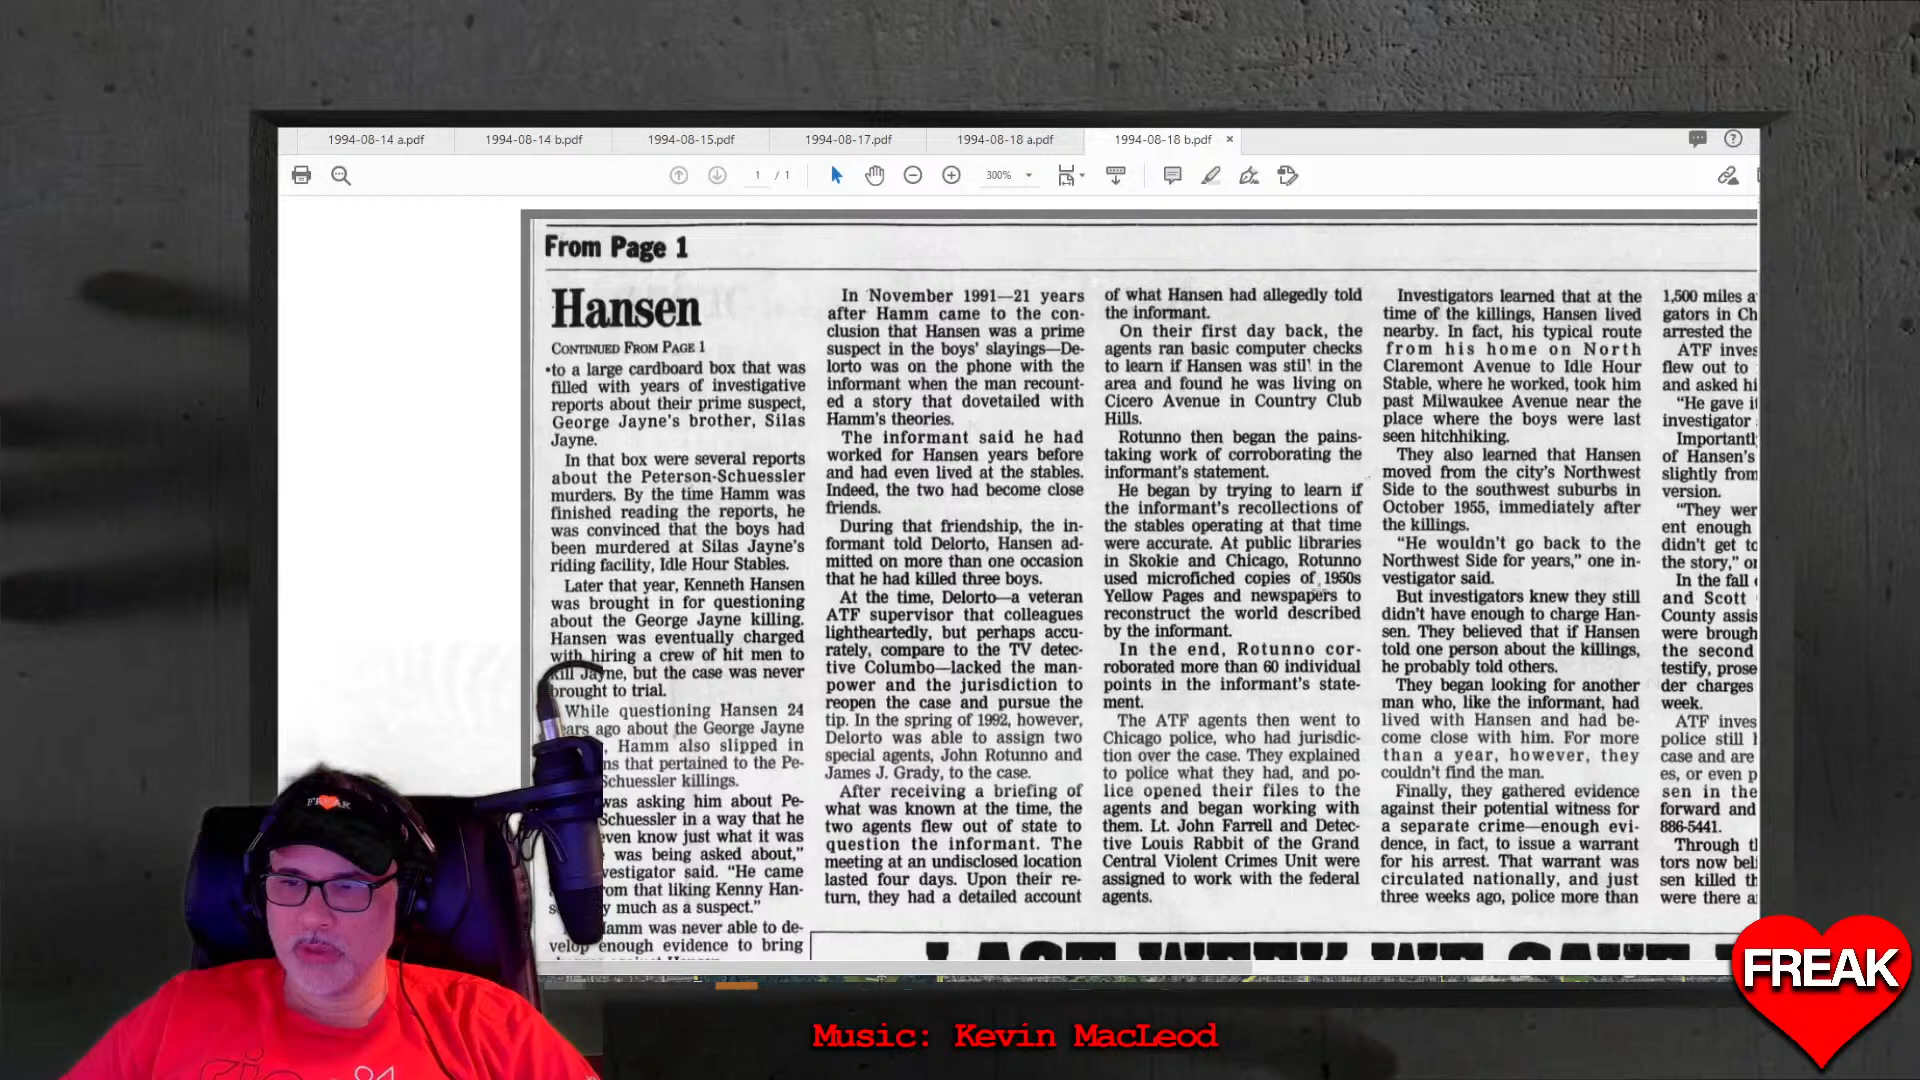 1994-08-14 a.pdf
1994-08-14 b.pdf
1994-08-15.pdf
1994-08-17.pdf
1994-08-18 a.pdf
1994-08-18 b.pdf
1 / 1
300%
From Page 1
Hansen
CONTINUED FROM PAGE 1
to a large cardboard box that was
filled with years of investigative
reports about their prime suspect,
George Jayne's brother, Silas
Jayne.
In that box were several reports
about the Peterson-Schuessler
murders. By the time Hamm was
finished reading the reports, he
was convinced that the boys had
been murdered at Silas Jayne's
riding facility, Idle Hour Stables.
Later that year, Kenneth Hansen
was brought in for questioning
about the George Jayne killing.
Hansen was eventually charged
with hiring a crew of hit men to
kill Jayne, but the case was never
brought to trial.
While questioning Hansen 24
ears ago about the George Jayne
, Hamm also slipped in
ns that pertained to the Pe-
Schuessler killings.
was asking him about Pe-
Schuessler in a way that he
even know just what it was
was being asked about,"
vestigator said. "He came
rom that liking Kenny Han-
s y much as a suspect."
amm was never able to de-
velop enough evidence to bring
In November 1991—21 years
after Hamm came to the con-
clusion that Hansen was a prime
suspect in the boys' slayings—De-
lorto was on the phone with the
informant when the man recount-
ed a story that dovetailed with
Hamm's theories.
The informant said he had
worked for Hansen years before
and had even lived at the stables.
Indeed, the two had become close
friends.
During that friendship, the in-
formant told Delorto, Hansen ad-
mitted on more than one occasion
that he had killed three boys.
At the time, Delorto—a veteran
ATF supervisor that colleagues
lightheartedly, but perhaps accu-
rately, compare to the TV detec-
tive Columbo—lacked the man-
power and the jurisdiction to
reopen the case and pursue the
tip. In the spring of 1992, however,
Delorto was able to assign two
special agents, John Rotunno and
James J. Grady, to the case.
After receiving a briefing of
what was known at the time, the
two agents flew out of state to
question the informant. The
meeting at an undisclosed location
lasted four days. Upon their re-
turn, they had a detailed account
of what Hansen had allegedly told
the informant.
On their first day back, the
agents ran basic computer checks
to learn if Hansen was still in the
area and found he was living on
Cicero Avenue in Country Club
Hills.
Rotunno then began the pains-
taking work of corroborating the
informant's statement.
He began by trying to learn if
the informant's recollections of
the stables operating at that time
were accurate. At public libraries
in Skokie and Chicago, Rotunno
used microfiched copies of 1950s
Yellow Pages and newspapers to
reconstruct the world described
by the informant.
In the end, Rotunno cor-
roborated more than 60 individual
points in the informant's state-
ment.
The ATF agents then went to
Chicago police, who had jurisdic-
tion over the case. They explained
to police what they had, and po-
lice opened their files to the
agents and began working with
them. Lt. John Farrell and Detec-
tive Louis Rabbit of the Grand
Central Violent Crimes Unit were
assigned to work with the federal
agents.
Investigators learned that at the
time of the killings, Hansen lived
nearby. In fact, his typical route
from his home on North
Claremont Avenue to Idle Hour
Stable, where he worked, took him
past Milwaukee Avenue near the
place where the boys were last
seen hitchhiking.
They also learned that Hansen
moved from the city's Northwest
Side to the southwest suburbs in
October 1955, immediately after
the killings.
"He wouldn't go back to the
Northwest Side for years," one in-
vestigator said.
But investigators knew they still
didn't have enough to charge Han-
sen. They believed that if Hansen
told one person about the killings,
he probably told others.
They began looking for another
man who, like the informant, had
lived with Hansen and had be-
come close with him. For more
than a year, however, they
couldn't find the man.
Finally, they gathered evidence
against their potential witness for
a separate crime—enough evi-
dence, in fact, to issue a warrant
for his arrest. That warrant was
circulated nationally, and just
three weeks ago, police more than
1,500 miles a
gators in Ch
arrested the
ATF inves
flew out to
and asked hi
"He gave i
investigator
Importantl
of Hansen's
slightly from
version.
"They wer
ent enough
didn't get to
the story," o
In the fall
and Scott
County assis
were brough
the second
testify, prose
der charges
week.
ATF inves
police still h
case and are
es, or even p
sen in the
forward and
886-5441.
Through th
tors now bel
sen killed th
were there a
LAST WEEK WE GAVE
FREAK
FREAK
Music: Kevin MacLeod